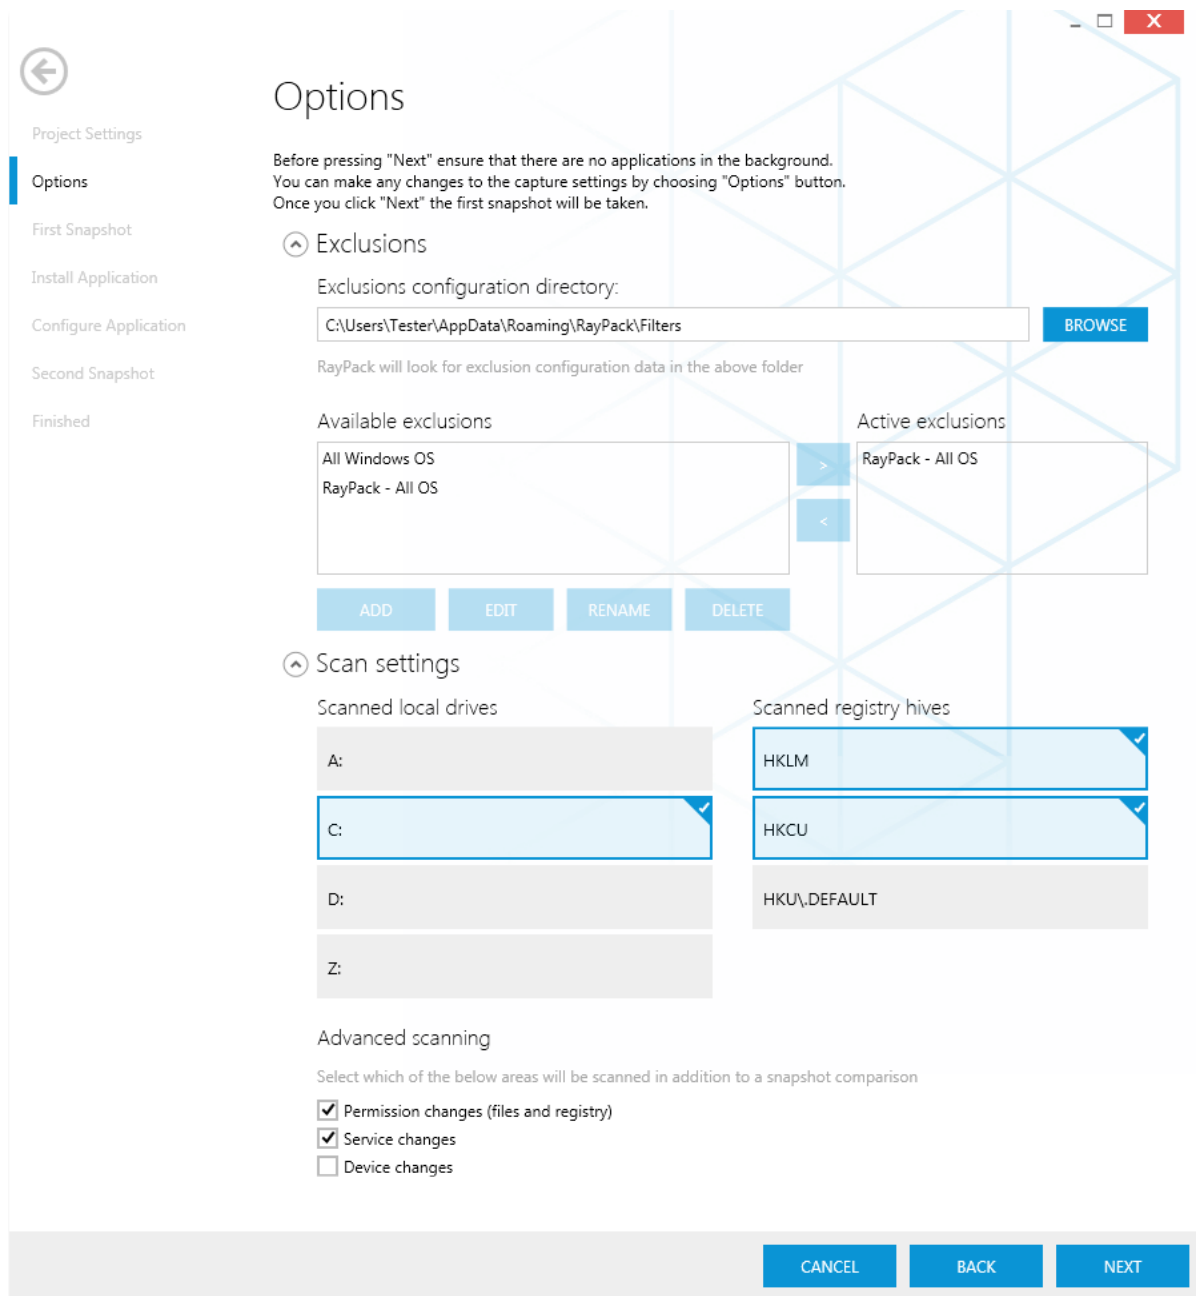 X
Options
Project Settings
Options
First Snapshot
Install Application
Configure Application
Second Snapshot
Finished
Before pressing "Next" ensure that there are no applications in the background.
You can make any changes to the capture settings by choosing "Options" button.
Once you click "Next" the first snapshot will be taken.
Exclusions
Exclusions configuration directory:
C:\Users\Tester\AppData\Roaming\RayPack\Filters
BROWSE
RayPack will look for exclusion configuration data in the above folder
Available exclusions
All Windows OS
RayPack - All OS
>
<
Active exclusions
RayPack - All OS
ADD
EDIT
RENAME
DELETE
Scan settings
Scanned local drives
A:
C:
D:
Z:
Scanned registry hives
HKLM
HKCU
HKU\.DEFAULT
Advanced scanning
Select which of the below areas will be scanned in addition to a snapshot comparison
Permission changes (files and registry)
Service changes
Device changes
CANCEL
BACK
NEXT